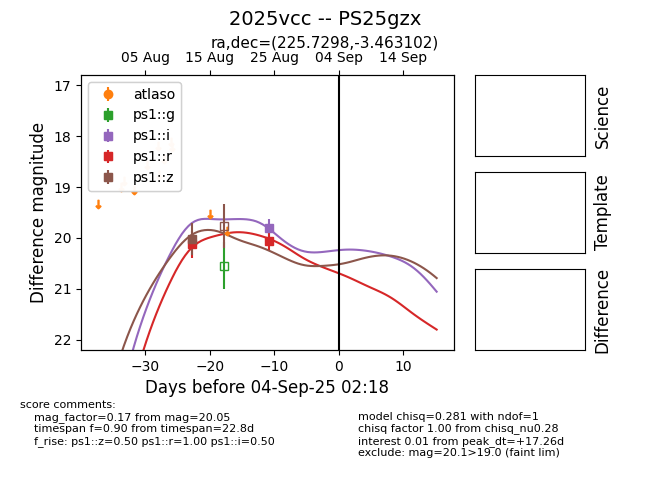 2025vcc -- PS25gzx
ra,dec=(225.7298,-3.463102)
05 Aug 15 Aug 25 Aug 04 Sep 14 Sep
17
18
19
20
21
22
Difference magnitude
atlaso
ps1::g
ps1::i
ps1::r
ps1::z
−30 −20 −10 0 10
Days before 04-Sep-25 02:18
Science
Template
Difference
score comments:
mag_factor=0.17 from mag=20.05
timespan f=0.90 from timespan=22.8d
f_rise: ps1::z=0.50 ps1::r=1.00 ps1::i=0.50
model chisq=0.281 with ndof=1
chisq factor 1.00 from chisq_nu0.28
interest 0.01 from peak_dt=+17.26d
exclude: mag=20.1>19.0 (faint lim)